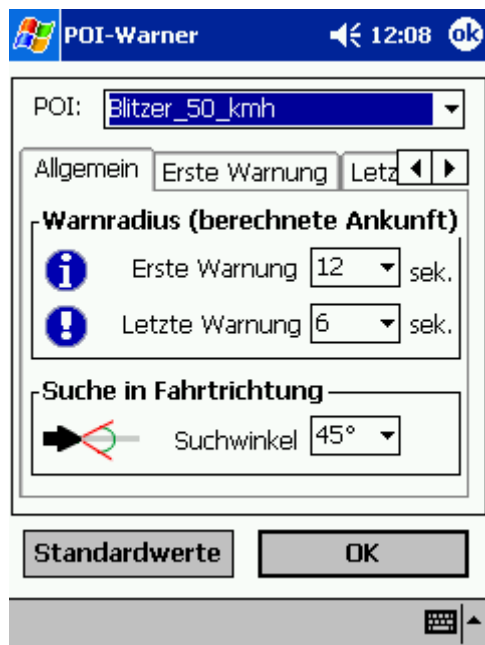 POI-Warner 12:08 ok
POI: Blitzer_50_kmh
Allgemein Erste Warnung Letz
Warnradius (berechnete Ankunft)
Erste Warnung 12 sek.
Letzte Warnung 6 sek.
Suche in Fahrtrichtung
Suchwinkel 45°
Standardwerte OK